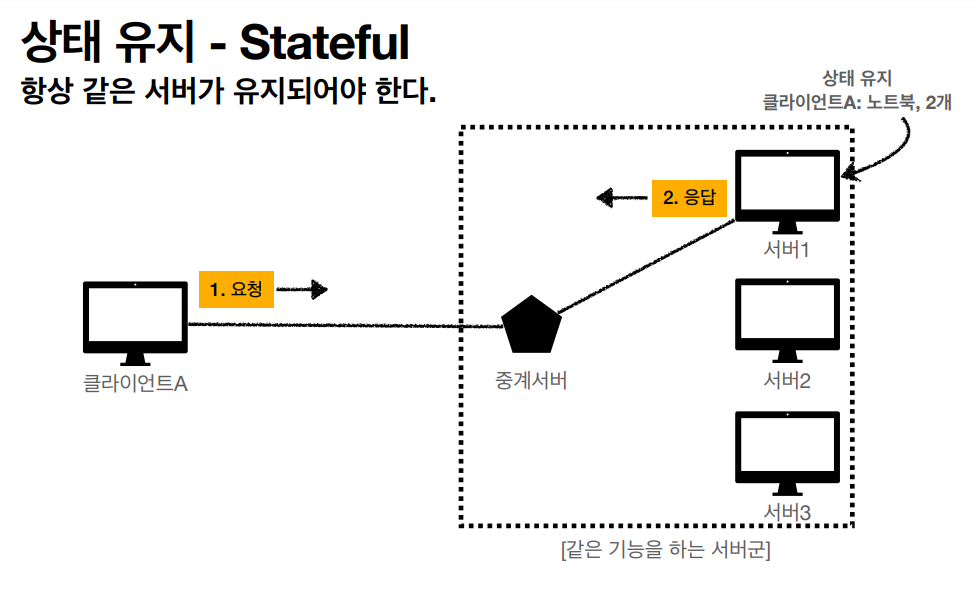 상태 유지 - Stateful
항상 같은 서버가 유지되어야 한다.
상태 유지
클라이언트A: 노트북, 2개
2. 응답
서버1
1. 요청
클라이언트A
중계서버
서버2
서버3
[같은 기능을 하는 서버군]